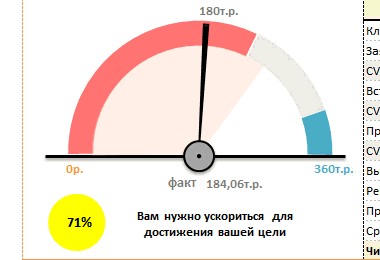 180т.р.
0р.
факт 184,06т.р.
360т.р.
71%
Вам нужно ускориться для
достижения вашей цели
Кл
За
CV
Вс
CV
Пр
CV
Вы
Ре
Пр
Ср
Чи